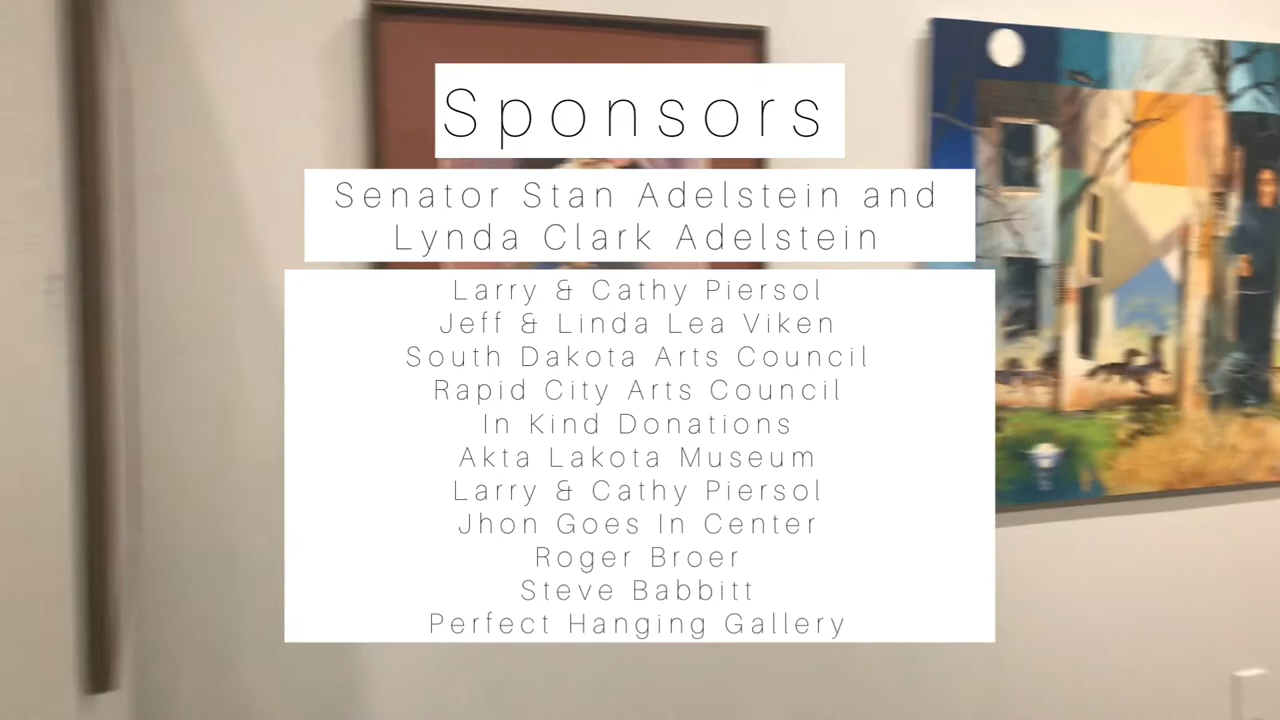 Sponsors
Senator Stan Adelstein and
Lynda Clark Adelstein
Larry & Cathy Piersol
Jeff & Linda Lea Viken
South Dakota Arts Council
Rapid City Arts Council
In Kind Donations
Akta Lakota Museum
Larry & Cathy Piersol
Jhon Goes In Center
Roger Broer
Steve Babbitt
Perfect Hanging Gallery